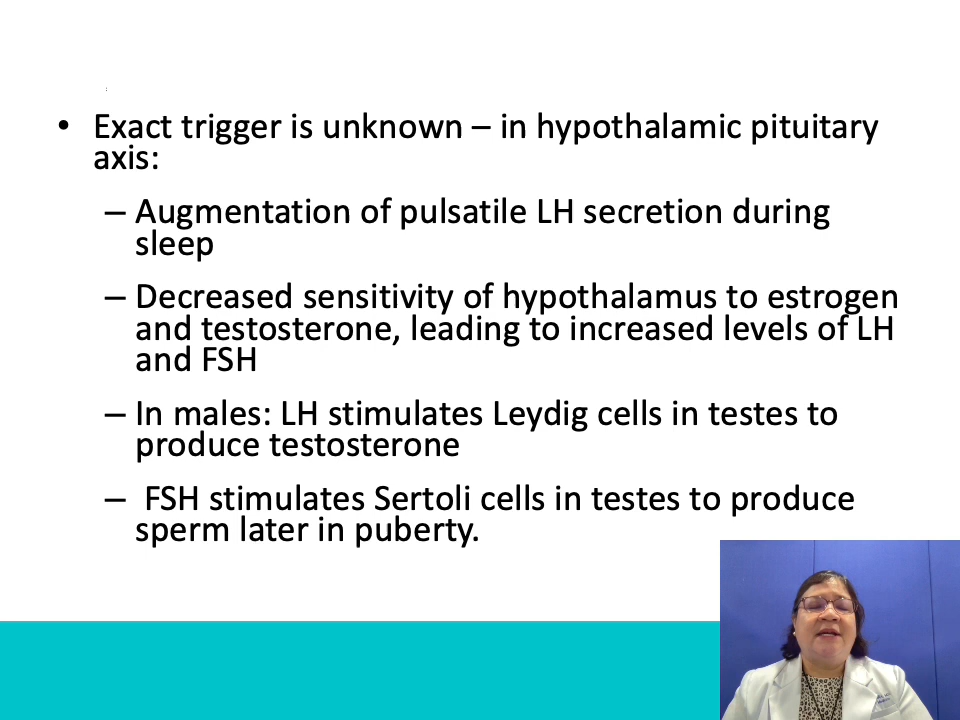 • Exact trigger is unknown – in hypothalamic pituitary
axis:
– Augmentation of pulsatile LH secretion during
sleep
– Decreased sensitivity of hypothalamus to estrogen
and testosterone, leading to increased levels of LH
and FSH
– In males: LH stimulates Leydig cells in testes to
produce testosterone
– FSH stimulates Sertoli cells in testes to produce
sperm later in puberty.